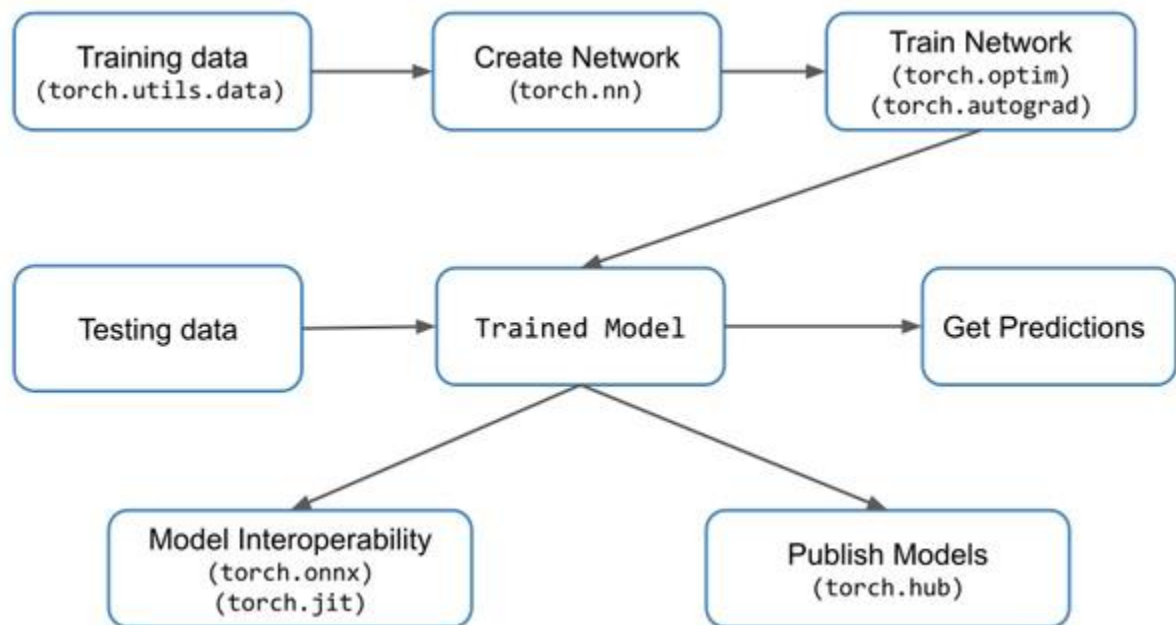 Training data
(torch.utils.data)
Create Network
(torch.nn)
Train Network
(torch.optim)
(torch.autograd)
Testing data
Trained Model
Get Predictions
Model Interoperability
(torch.onnx)
(torch.jit)
Publish Models
(torch.hub)